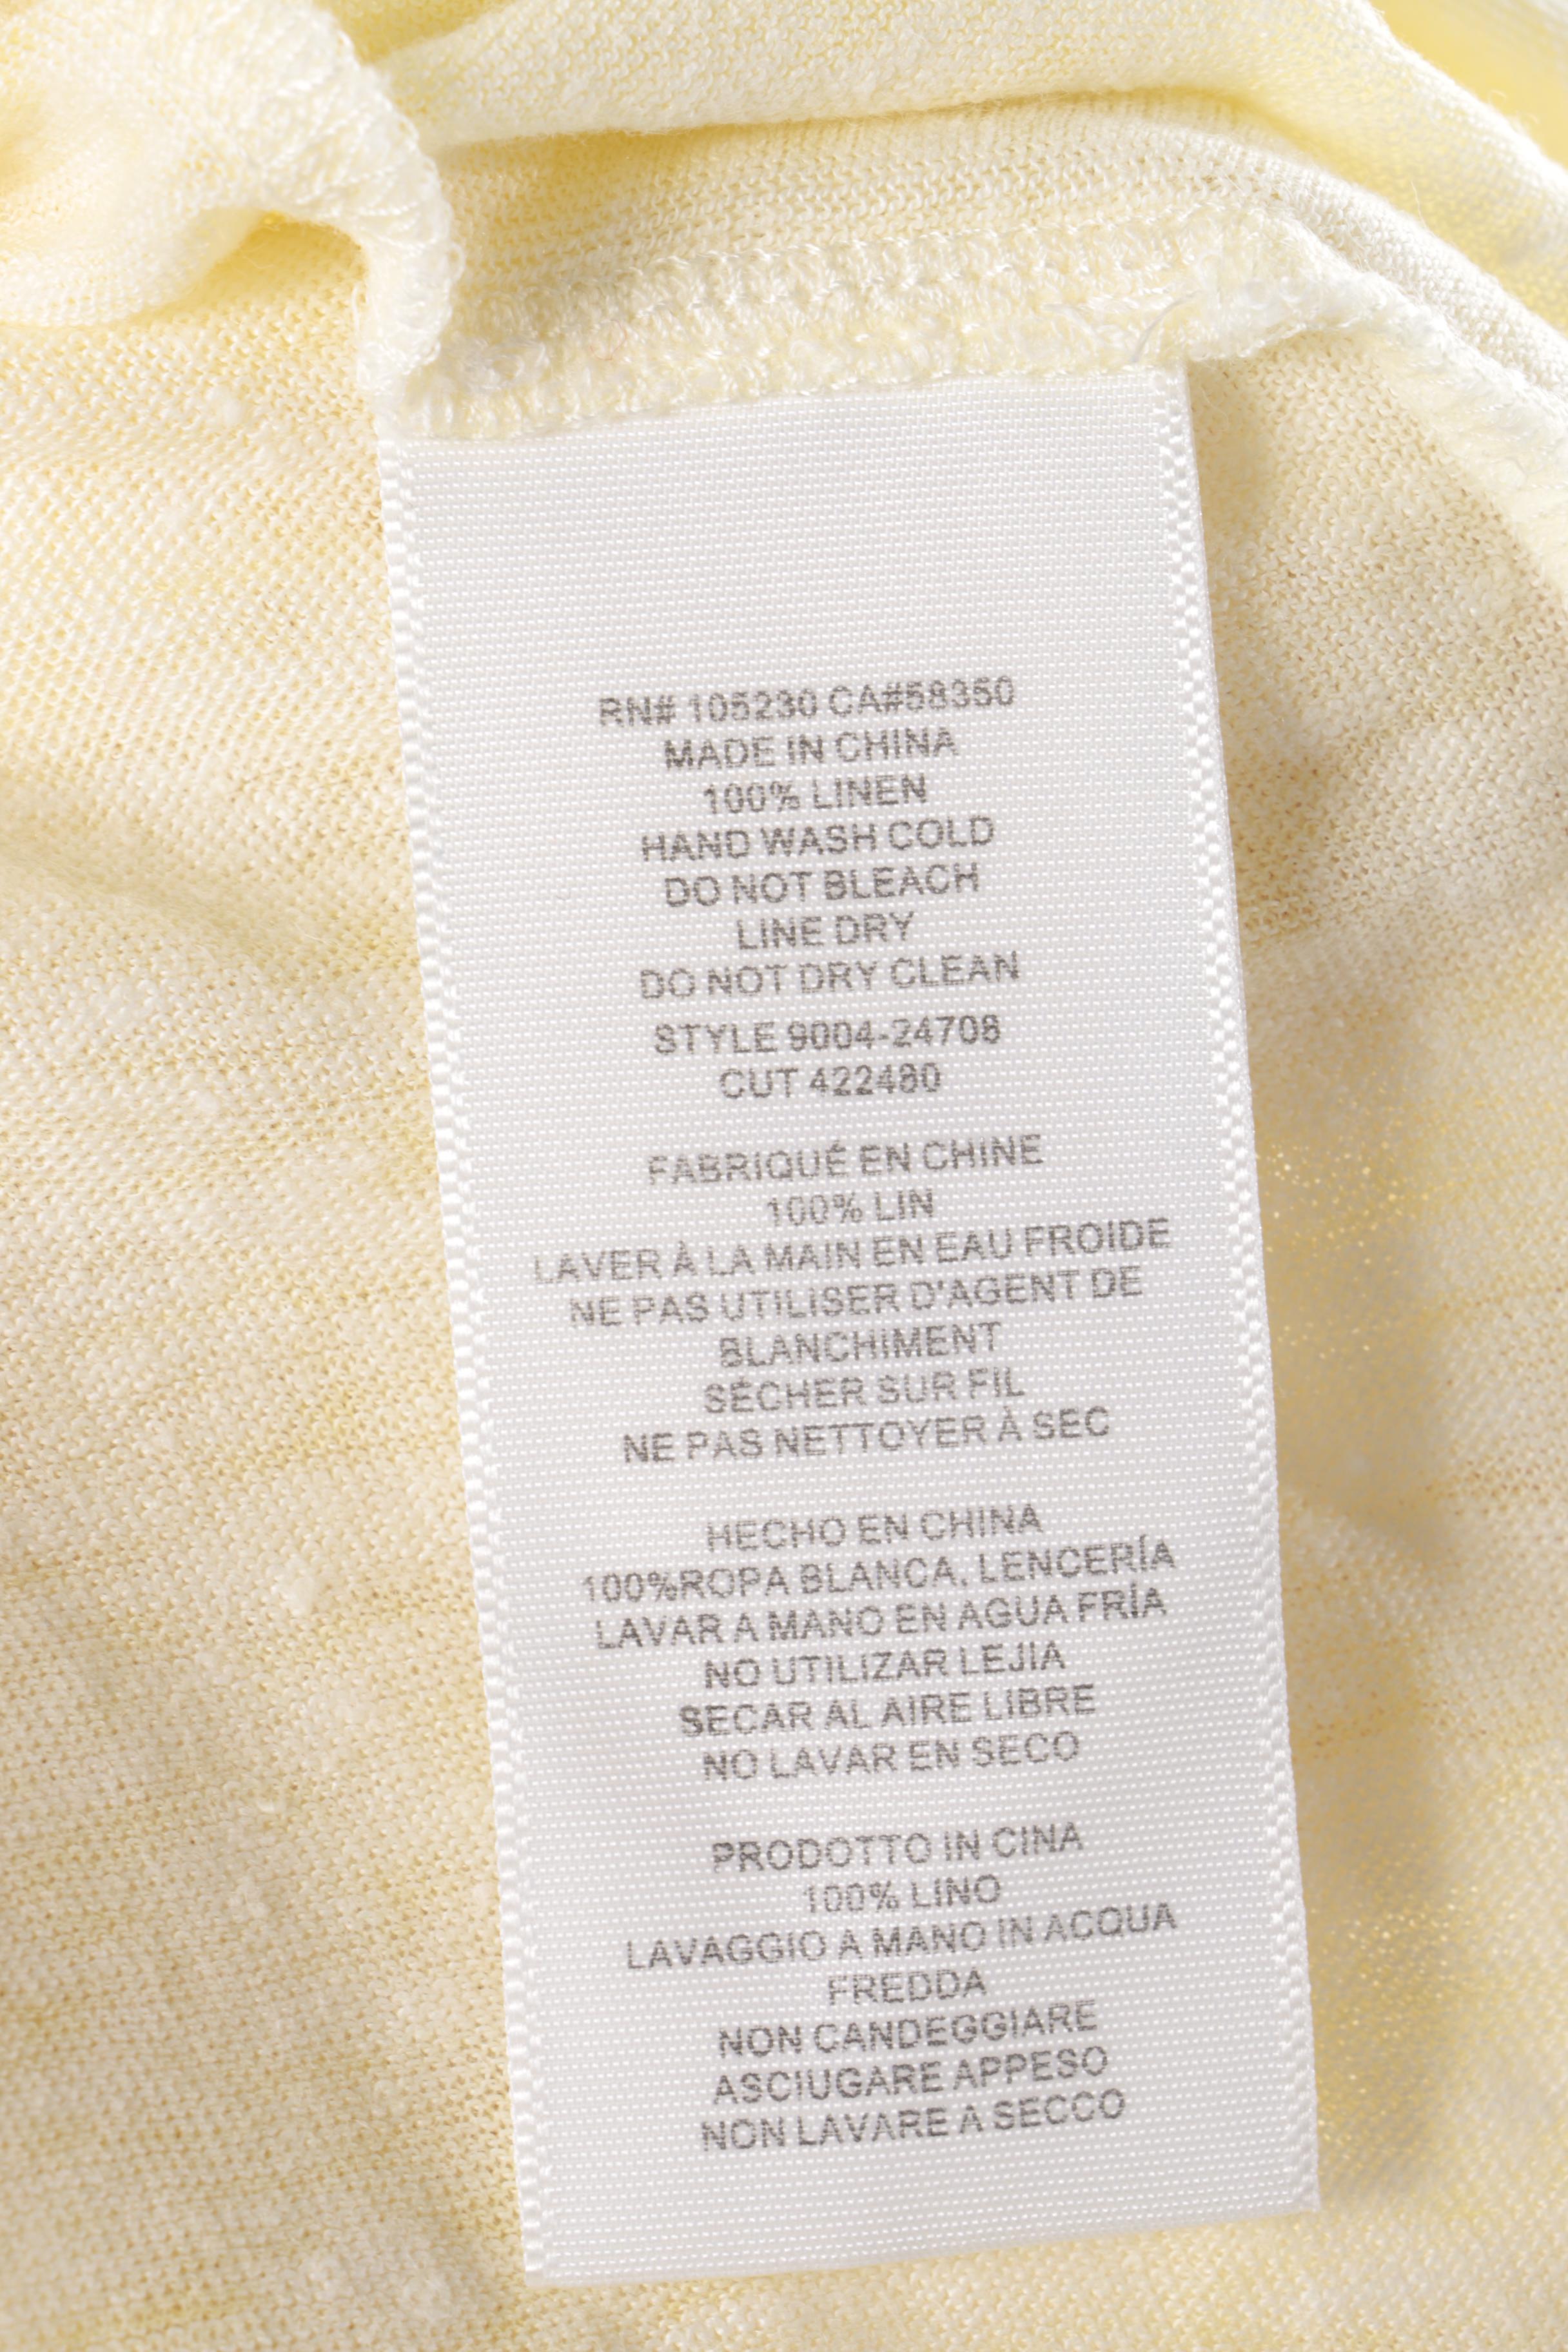 RN# 105230 CA#58350
MADE IN CHINA
100% LINEN
HAND WASH COLD
DO NOT BLEACH
LINE DRY
DO NOT DRY CLEAN
STYLE 9004-24708
CUT 422480
FABRIQUÉ EN CHINE
100% LIN
LAVER À LA MAIN EN EAU FROIDE
NE PAS UTILISER D'AGENT DE
BLANCHIMENT
SÉCHER SUR FIL
NE PAS NETTOYER À SEC
HECHO EN CHINA
100%ROPA BLANCA, LENCERÍA
LAVAR A MANO EN AGUA FRÍA
NO UTILIZAR LEJIA
SECAR AL AIRE LIBRE
NO LAVAR EN SECO
PRODOTTO IN CINA
100% LINO
LAVAGGIO A MANO IN ACQUA
FREDDA
NON CANDEGGIARE
ASCIUGARE APPESO
NON LAVARE A SECCO